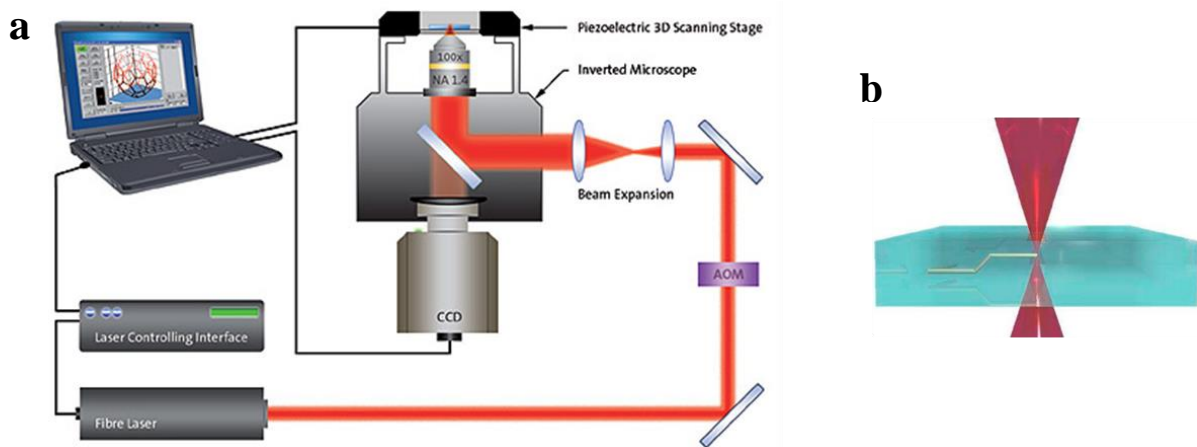 a
Piezoelectric 3D Scanning Stage
100x
NA 1.4
Inverted Microscope
b
Beam Expansion
AOM
CCD
Laser Controlling Interface
Fibre Laser